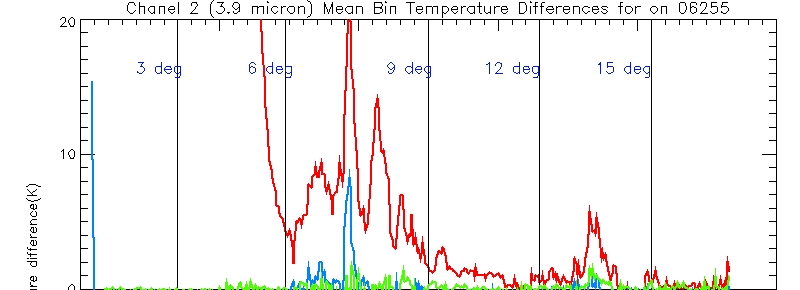 Chanel 2 (3.9 micron) Mean Bin Temperature Differences for on 06255
20
3 deg
6 deg
9 deg
12 deg
15 deg
10
difference(K)
0